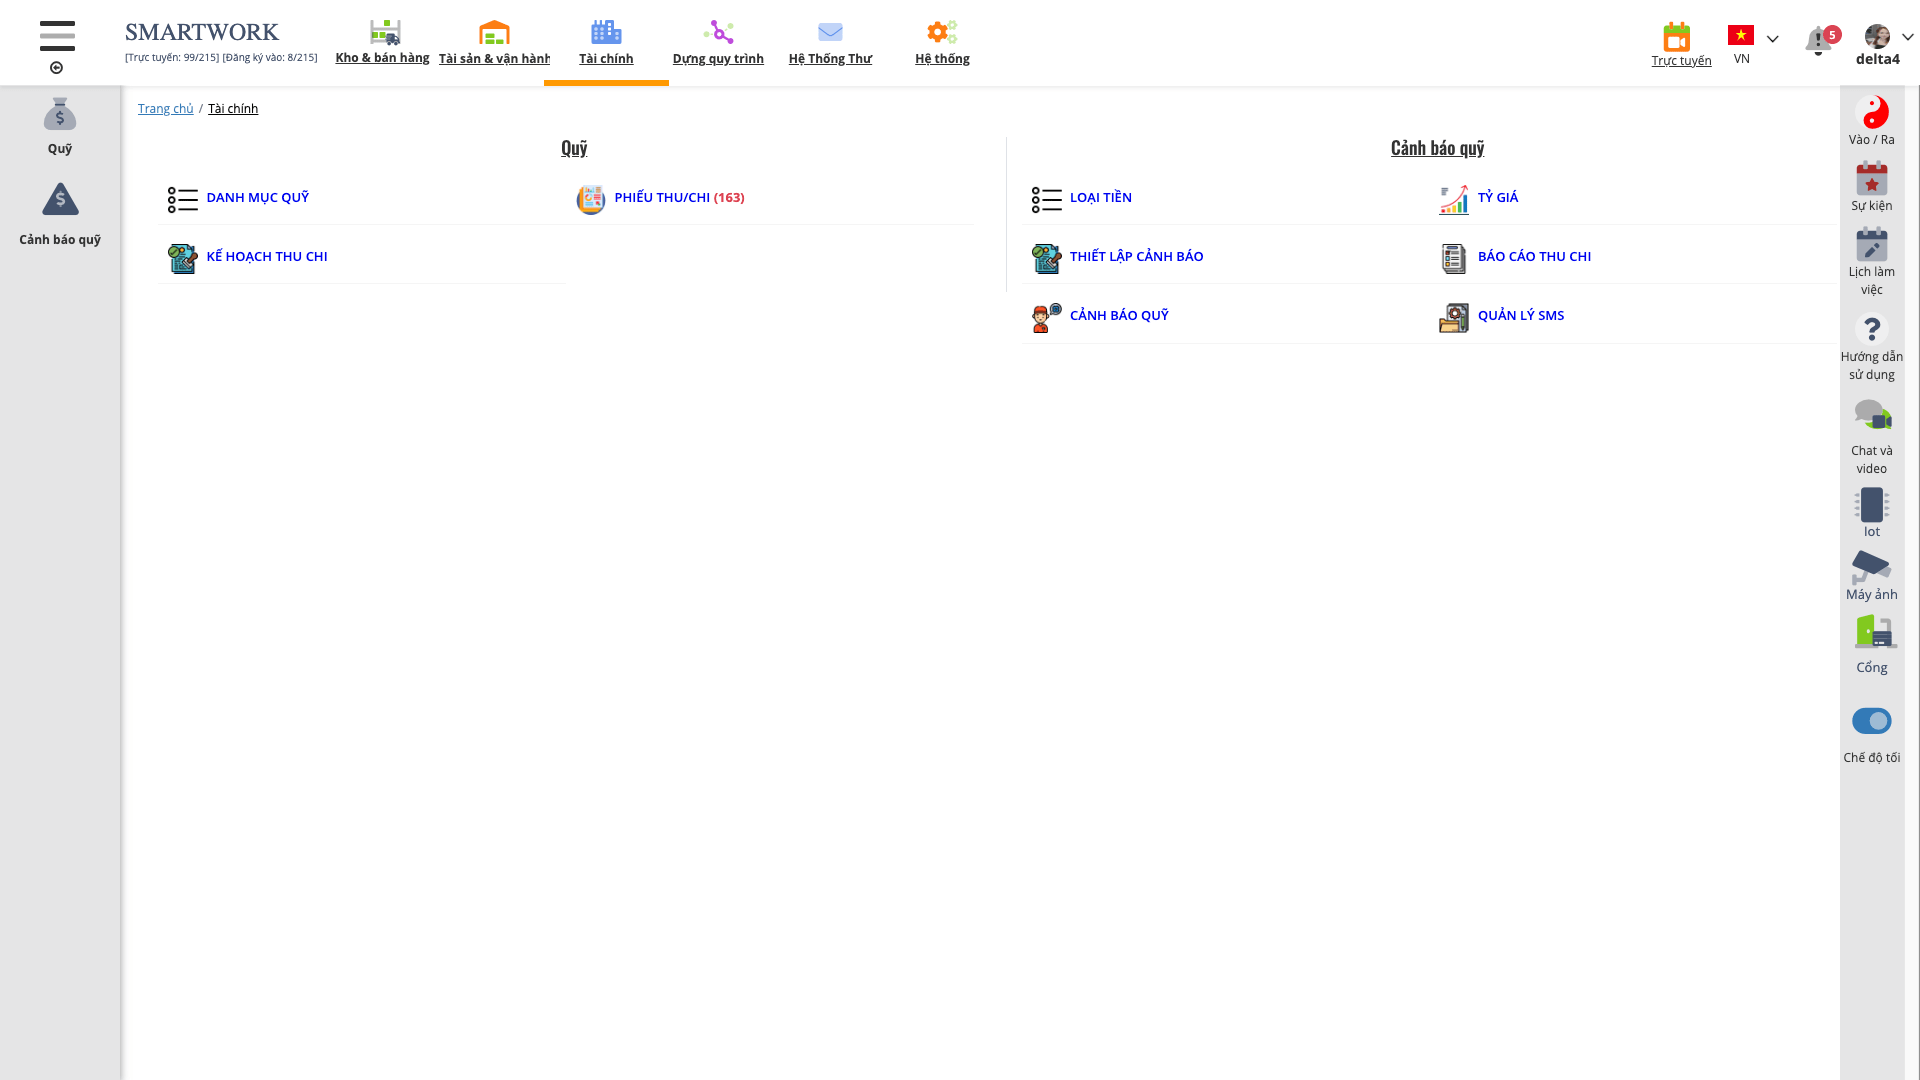 SMARTWORK
[Trực tuyến: 99/215] [Đăng ký vào: 8/215]
Kho & bán hàng
Tài sản & vận hành
Tài chính
Dựng quy trình
Hệ Thống Thư
Hệ thống
Trực tuyến
VN
5
delta4
Trang chủ / Tài chính
Quỹ
Cảnh báo quỹ
Quỹ
DANH MỤC QUỸ
PHIẾU THU/CHI (163)
KẾ HOẠCH THU CHI
Cảnh báo quỹ
LOẠI TIỀN
TỶ GIÁ
THIẾT LẬP CẢNH BÁO
BÁO CÁO THU CHI
CẢNH BÁO QUỸ
QUẢN LÝ SMS
Vào / Ra
Sự kiện
Lịch làm
việc
Hướng dẫn
sử dụng
Chat và
video
Iot
Máy ảnh
Cổng
Chế độ tối